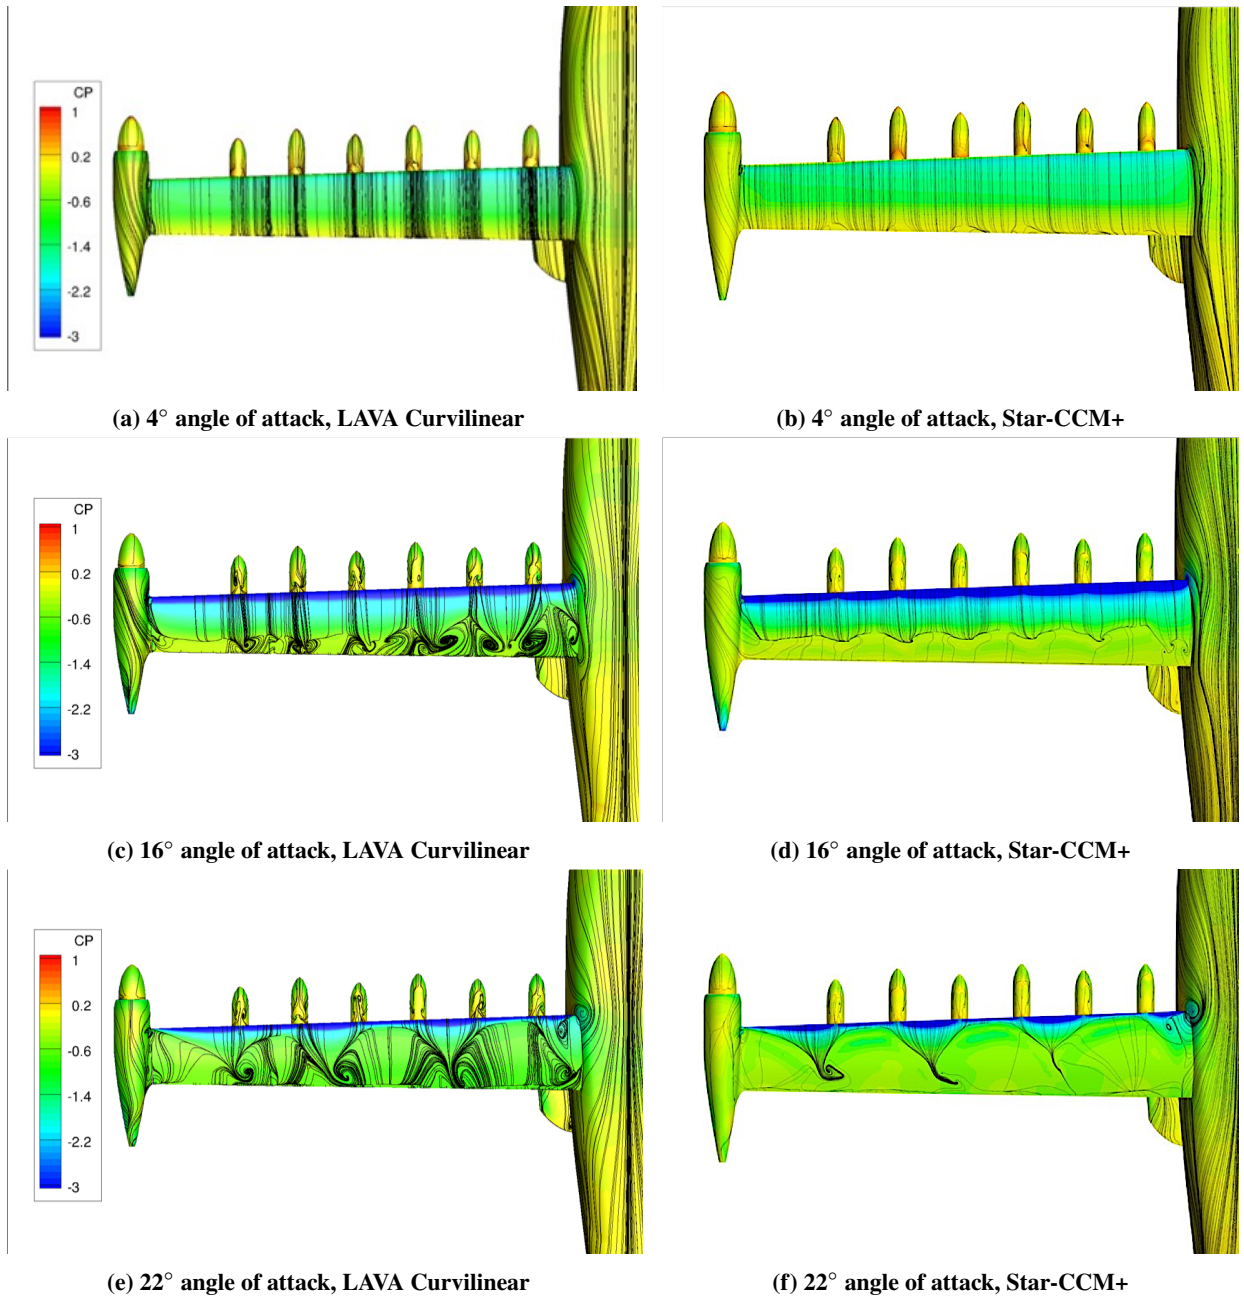 CP
1
0.2
-0.6
-1.4
-2.2
-3
(a) 4° angle of attack, LAVA Curvilinear
(b) 4° angle of attack, Star-CCM+
CP
1
0.2
-0.6
-1.4
-2.2
-3
(c) 16° angle of attack, LAVA Curvilinear
(d) 16° angle of attack, Star-CCM+
CP
1
0.2
-0.6
-1.4
-2.2
-3
(e) 22° angle of attack, LAVA Curvilinear
(f) 22° angle of attack, Star-CCM+